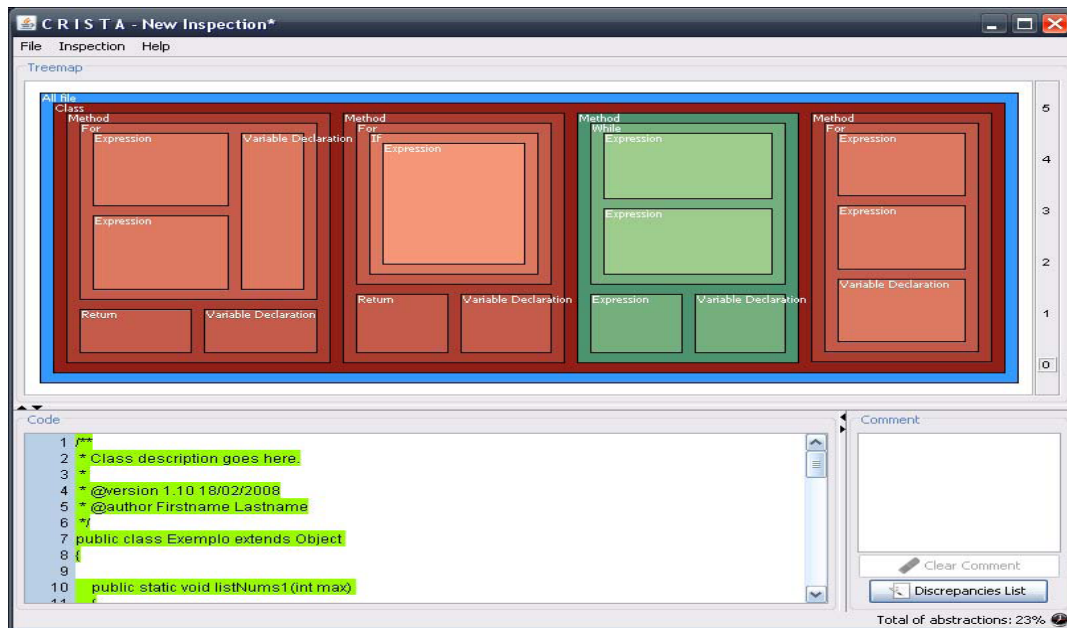 C R I S T A - New Inspection*
File Inspection Help
Treemap
All file
Class
Method
For
Expression
Variable Declaration
Expression
Return
Variable Declaration
Method
For
IF
Expression
Return
Variable Declaration
Method
While
Expression
Expression
Expression
Variable Declaration
Method
For
Expression
Expression
Variable Declaration
5
4
3
2
1
0
Code
1 /**
2 * Class description goes here.
3 *
4 * @version 1.10 18/02/2008
5 * @author Firstname Lastname
6 */
7 public class Exemplo extends Object
8 {
9
10 public static void listNums1(int max)
11 {
Comment
Clear Comment
Discrepancies List
Total of abstractions: 23%